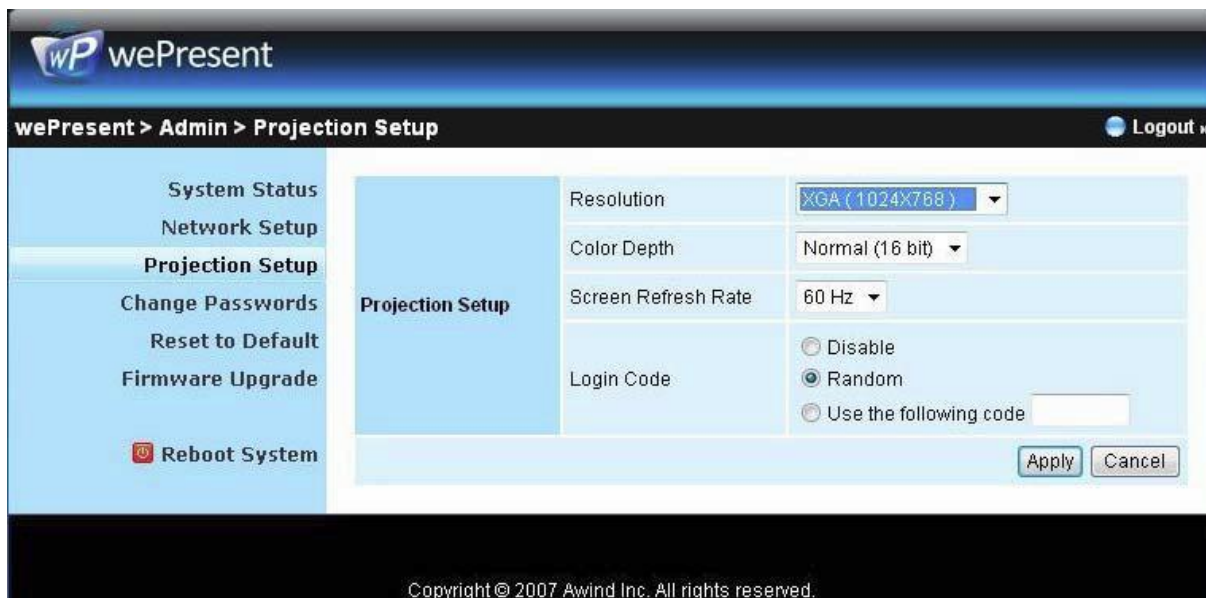 wP wePresent
wePresent > Admin > Projection Setup
Logout »
System Status
Network Setup
Projection Setup
Change Passwords
Reset to Default
Firmware Upgrade
Reboot System
Projection Setup
Resolution
XGA ( 1024X768 )
Color Depth
Normal (16 bit)
Screen Refresh Rate
60 Hz
Login Code
Disable
Random
Use the following code
Apply
Cancel
Copyright © 2007 Awind Inc. All rights reserved.